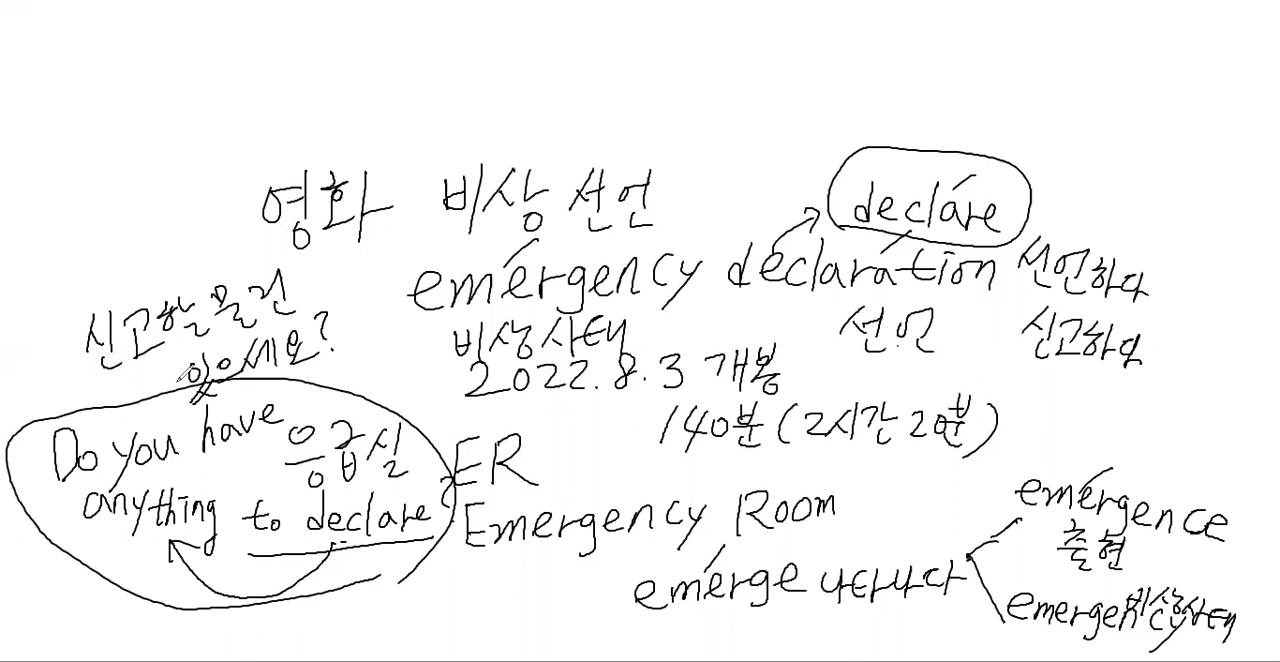 영화 비상 선언
declare
emergency declaration 선언하다
비상사태 선언 신고하다
2022. 8. 3 개봉
140분 (2시간 20분)
신고할 물건
있으세요?
Do you have
anything to declare?
응급실 ER
Emergency Room
emerge 나타나다
emergence
출현
emergency 비상사태